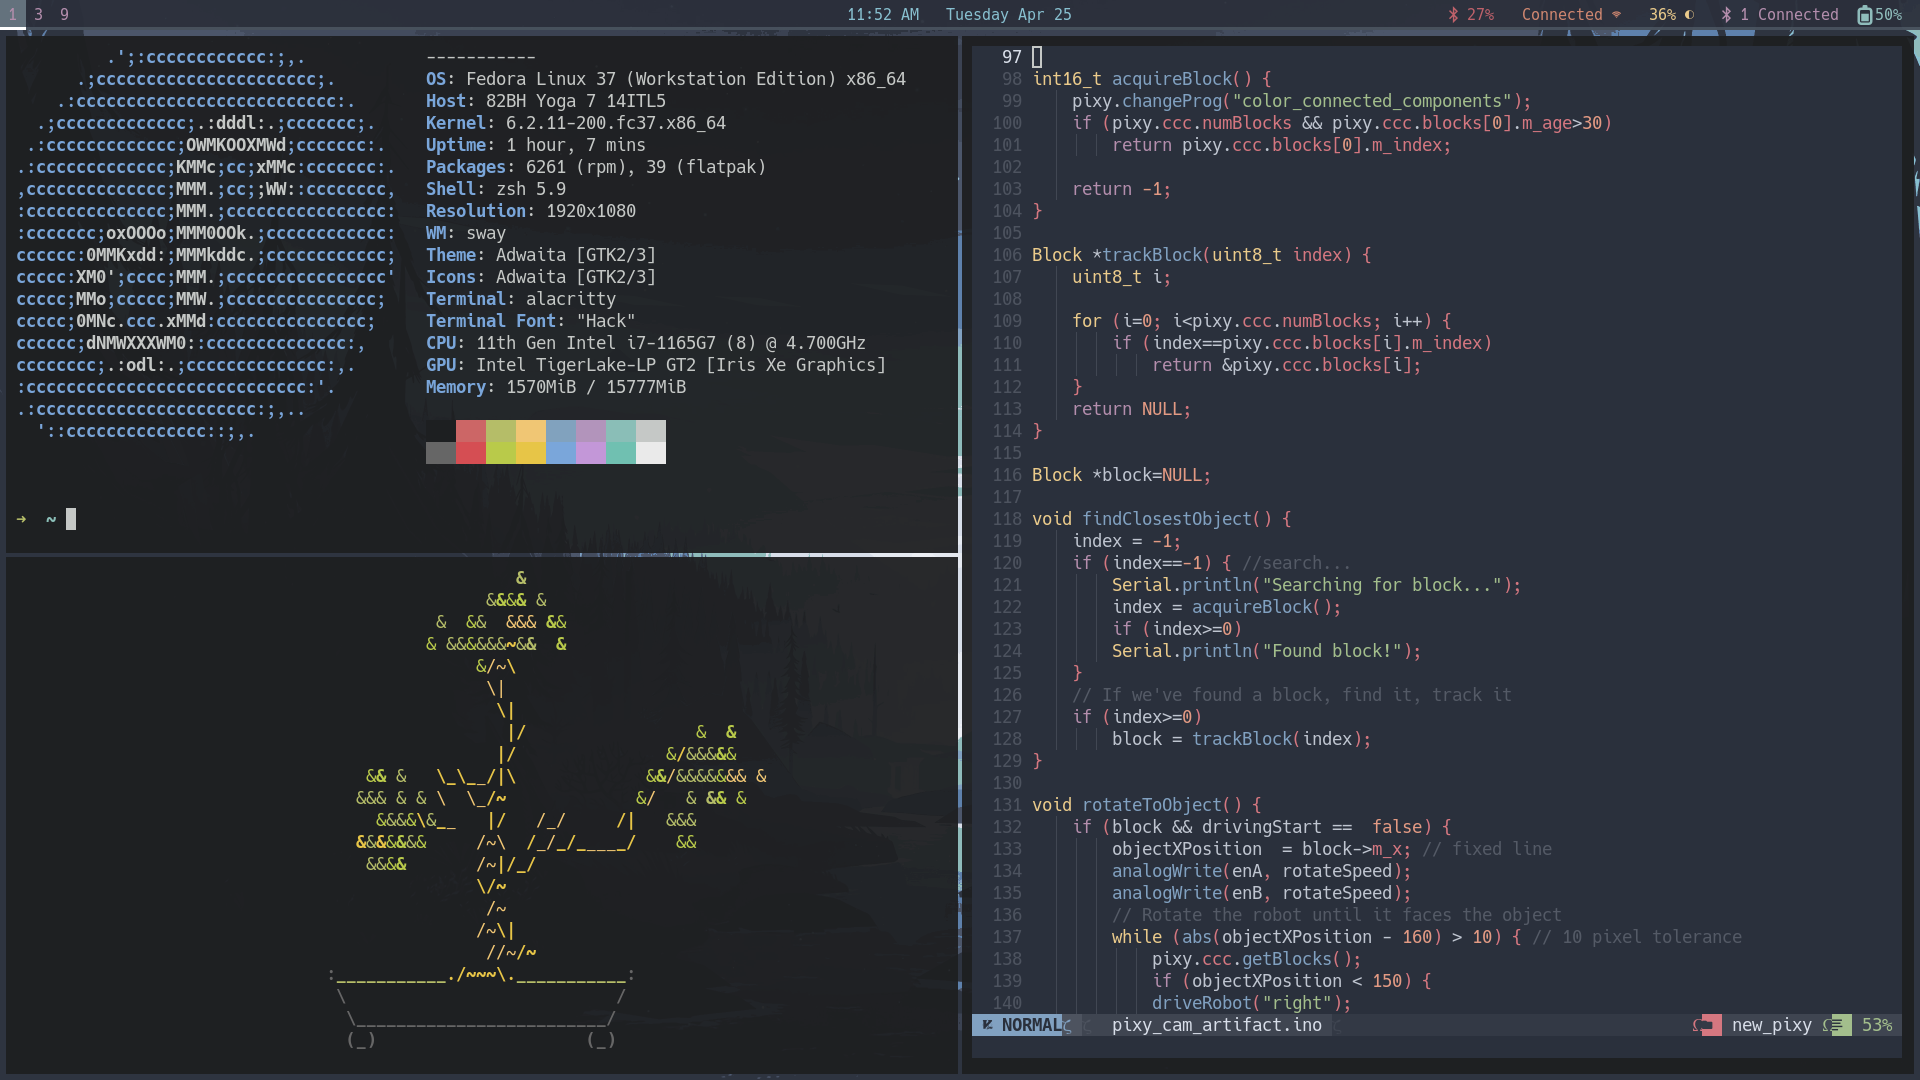 1 3 9
11:52 AM Tuesday Apr 25
27% Connected 36% 1 Connected 50%
.';:cccccccccccc:;,. -----------
.;cccccccccccccccccccccc;. OS: Fedora Linux 37 (Workstation Edition) x86_64
.:cccccccccccccccccccccccccc:. Host: 82BH Yoga 7 14ITL5
.;ccccccccccccc;.:dddl:.;ccccccc;. Kernel: 6.2.11-200.fc37.x86_64
.:ccccccccccccc;OWMKOOXMWd;ccccccc:. Uptime: 1 hour, 7 mins
.:ccccccccccccc;KMMc;cc;xMMc:ccccccc:. Packages: 6261 (rpm), 39 (flatpak)
,cccccccccccccc;MMM.;cc;;WW::cccccccc, Shell: zsh 5.9
:cccccccccccccc;MMM.;cccccccccccccccc: Resolution: 1920x1080
:ccccccc;oxOOOo;MMM0OOk.;cccccccccccc: WM: sway
cccccc:0MMKxdd:;MMMkddc.;cccccccccccc; Theme: Adwaita [GTK2/3]
ccccc:XM0';cccc;MMM.;cccccccccccccccc' Icons: Adwaita [GTK2/3]
ccccc;MMo;ccccc;MMW.;ccccccccccccccc; Terminal: alacritty
ccccc;0MNc.ccc.xMMd:ccccccccccccccc; Terminal Font: "Hack"
cccccc;dNMWXXXWM0::cccccccccccccc:, CPU: 11th Gen Intel i7-1165G7 (8) @ 4.700GHz
cccccccc;.:odl:.;cccccccccccccc:,. GPU: Intel TigerLake-LP GT2 [Iris Xe Graphics]
:cccccccccccccccccccccccccccc:'. Memory: 1570MiB / 15777MiB
.:cccccccccccccccccccccc:;,..
'::cccccccccccccc::;,.
➜ ~
&
&&&& &
&  &&  &&& &&
& &&&&&&~&&  &
&/~\
\|
\|
|/ &  &
|/ &/&&&&&
&& &   \_\__/|\ &&/&&&&&&&& &
&&& & & \  \_/~ &/   & && &
&&&&\&__   |/   /_/     /|   &&&
&&&&&&&     /~\  /_/_/_____/    &&
&&&&       /~|/_/
\/~
/~
/~\|
//~/~
:___________./~~~\.___________:
\                           /
\_________________________/
(_)                     (_)
97
98 int16_t acquireBlock() {
99 pixy.changeProg("color_connected_components");
100 if (pixy.ccc.numBlocks && pixy.ccc.blocks[0].m_age>30)
101 return pixy.ccc.blocks[0].m_index;
102
103 return -1;
104 }
105
106 Block *trackBlock(uint8_t index) {
107 uint8_t i;
108
109 for (i=0; i<pixy.ccc.numBlocks; i++) {
110 if (index==pixy.ccc.blocks[i].m_index)
111 return &pixy.ccc.blocks[i];
112 }
113 return NULL;
114 }
115
116 Block *block=NULL;
117
118 void findClosestObject() {
119 index = -1;
120 if (index==-1) { //search...
121 Serial.println("Searching for block...");
122 index = acquireBlock();
123 if (index>=0)
124 Serial.println("Found block!");
125 }
126 // If we've found a block, find it, track it
127 if (index>=0)
128 block = trackBlock(index);
129 }
130
131 void rotateToObject() {
132 if (block && drivingStart ==  false) {
133 objectXPosition  = block->m_x; // fixed line
134 analogWrite(enA, rotateSpeed);
135 analogWrite(enB, rotateSpeed);
136 // Rotate the robot until it faces the object
137 while (abs(objectXPosition - 160) > 10) { // 10 pixel tolerance
138 pixy.ccc.getBlocks();
139 if (objectXPosition < 150) {
140 driveRobot("right");
NORMAL pixy_cam_artifact.ino new_pixy 53%